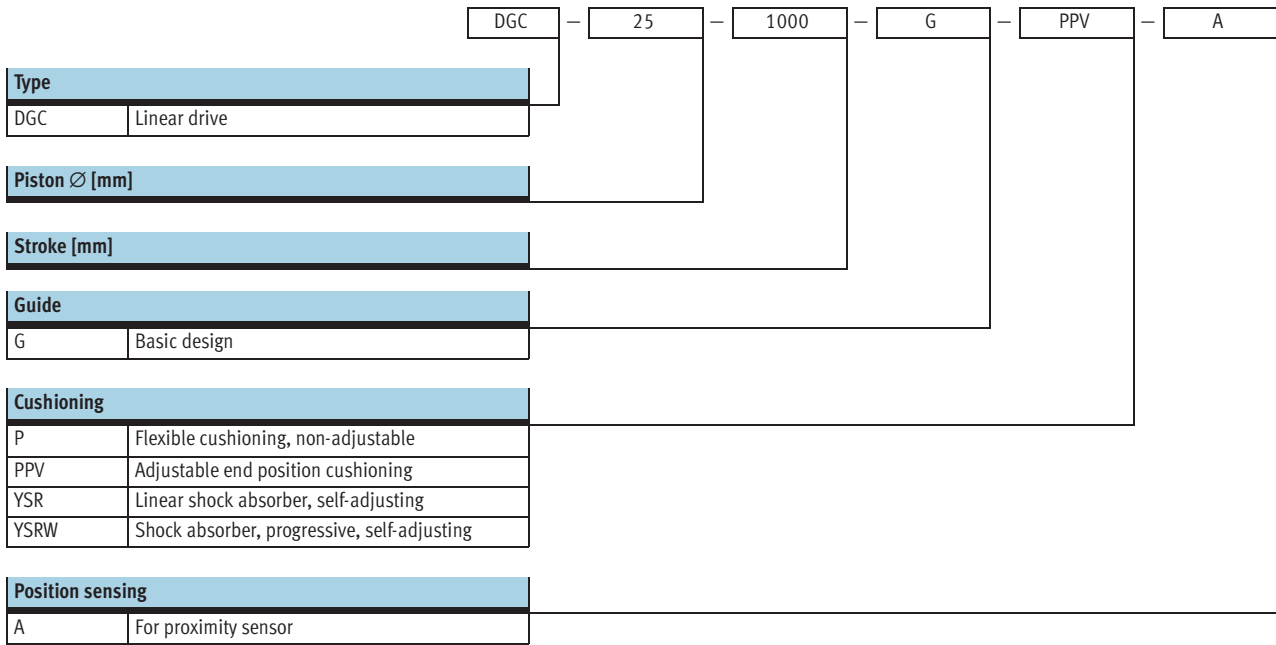 DGC – 25 – 1000 – G – PPV – A
Type
DGC Linear drive
Piston ∅ [mm]
Stroke [mm]
Guide
G Basic design
Cushioning
P Flexible cushioning, non-adjustable
PPV Adjustable end position cushioning
YSR Linear shock absorber, self-adjusting
YSRW Shock absorber, progressive, self-adjusting
Position sensing
A For proximity sensor